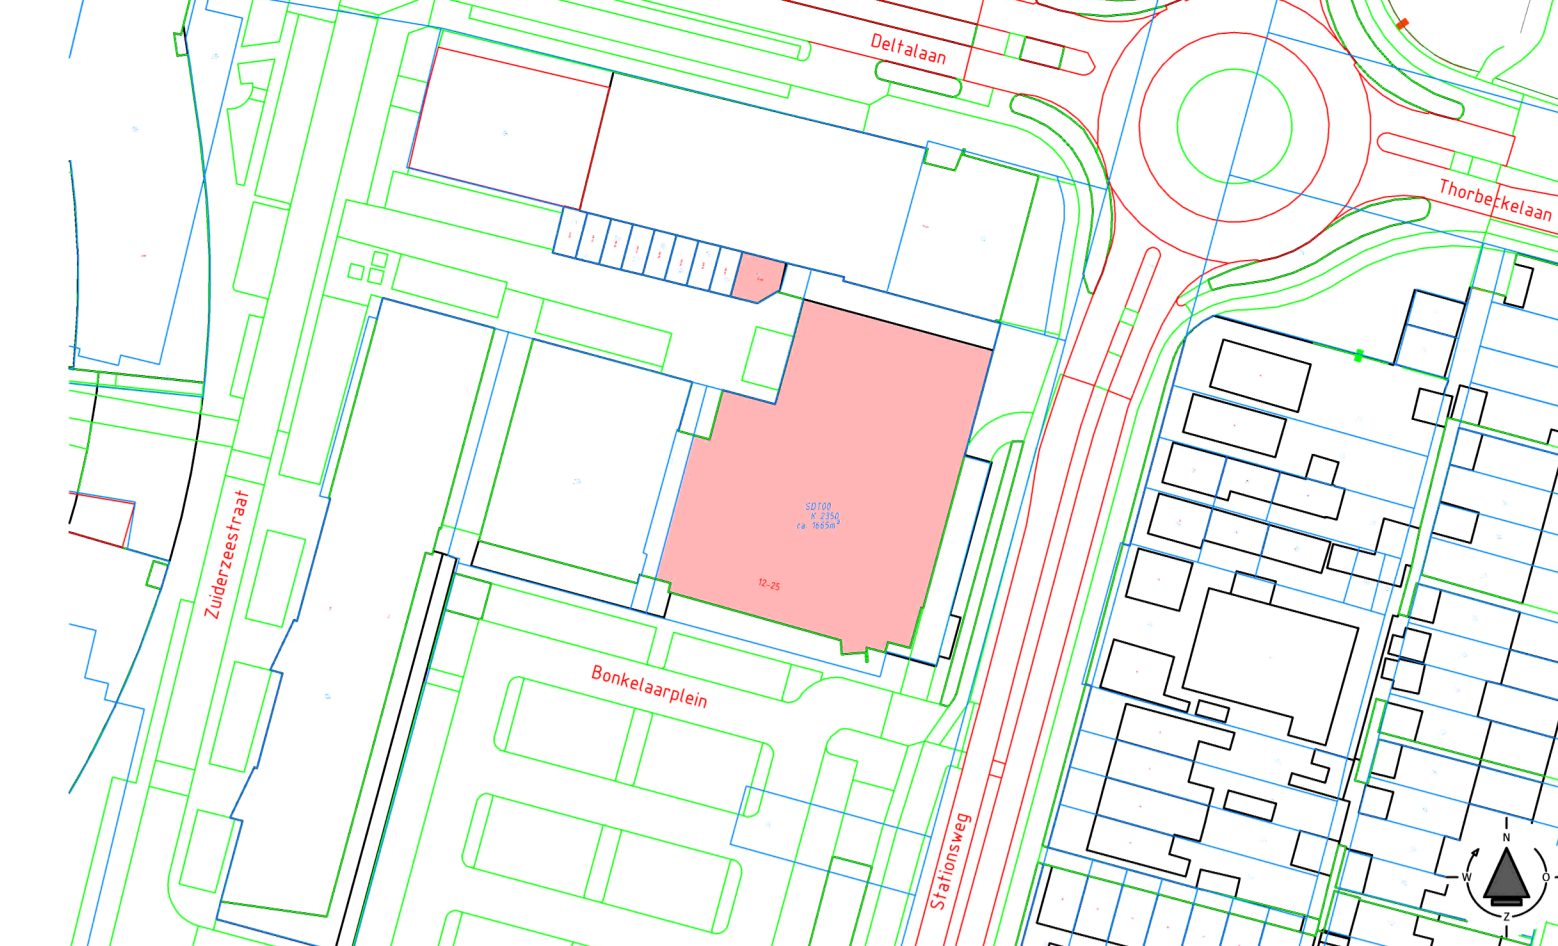 Deltalaan
Thorbeckelaan
SDT00
K 2350
ca. 1665m²
12-25
Zuiderzeestraat
Bonkelaarplein
Stationsweg
N
W
O
Z